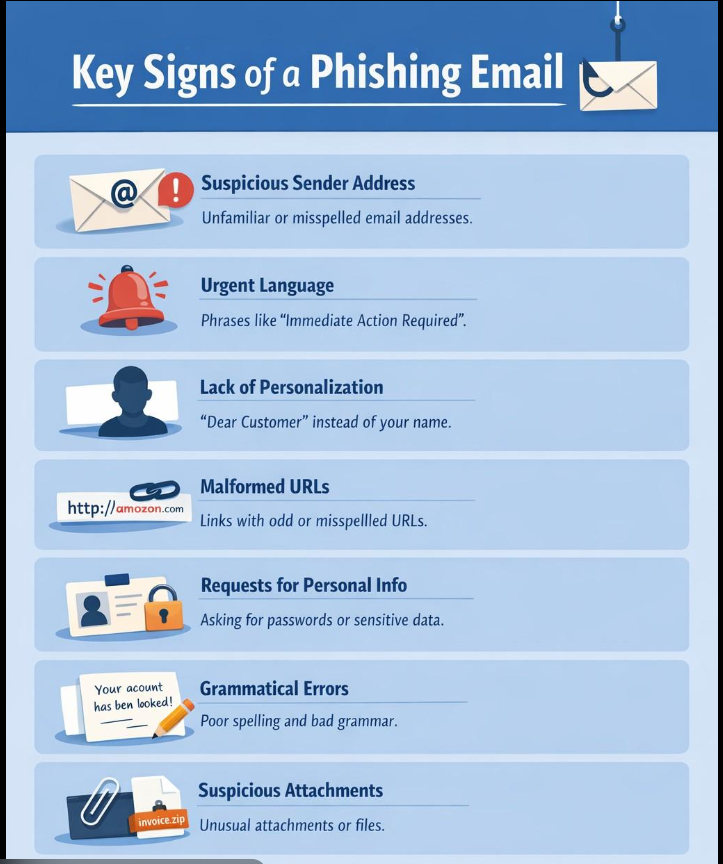 Key Signs of a Phishing Email
@ !
Suspicious Sender Address
Unfamiliar or misspelled email addresses.
Urgent Language
Phrases like “Immediate Action Required”.
Lack of Personalization
“Dear Customer” instead of your name.
Malformed URLs
http://amozon.com
Links with odd or misspellled URLs.
Requests for Personal Info
Asking for passwords or sensitive data.
Grammatical Errors
Your acount
has ben looked!
Poor spelling and bad grammar.
Suspicious Attachments
invoice.zip
Unusual attachments or files.